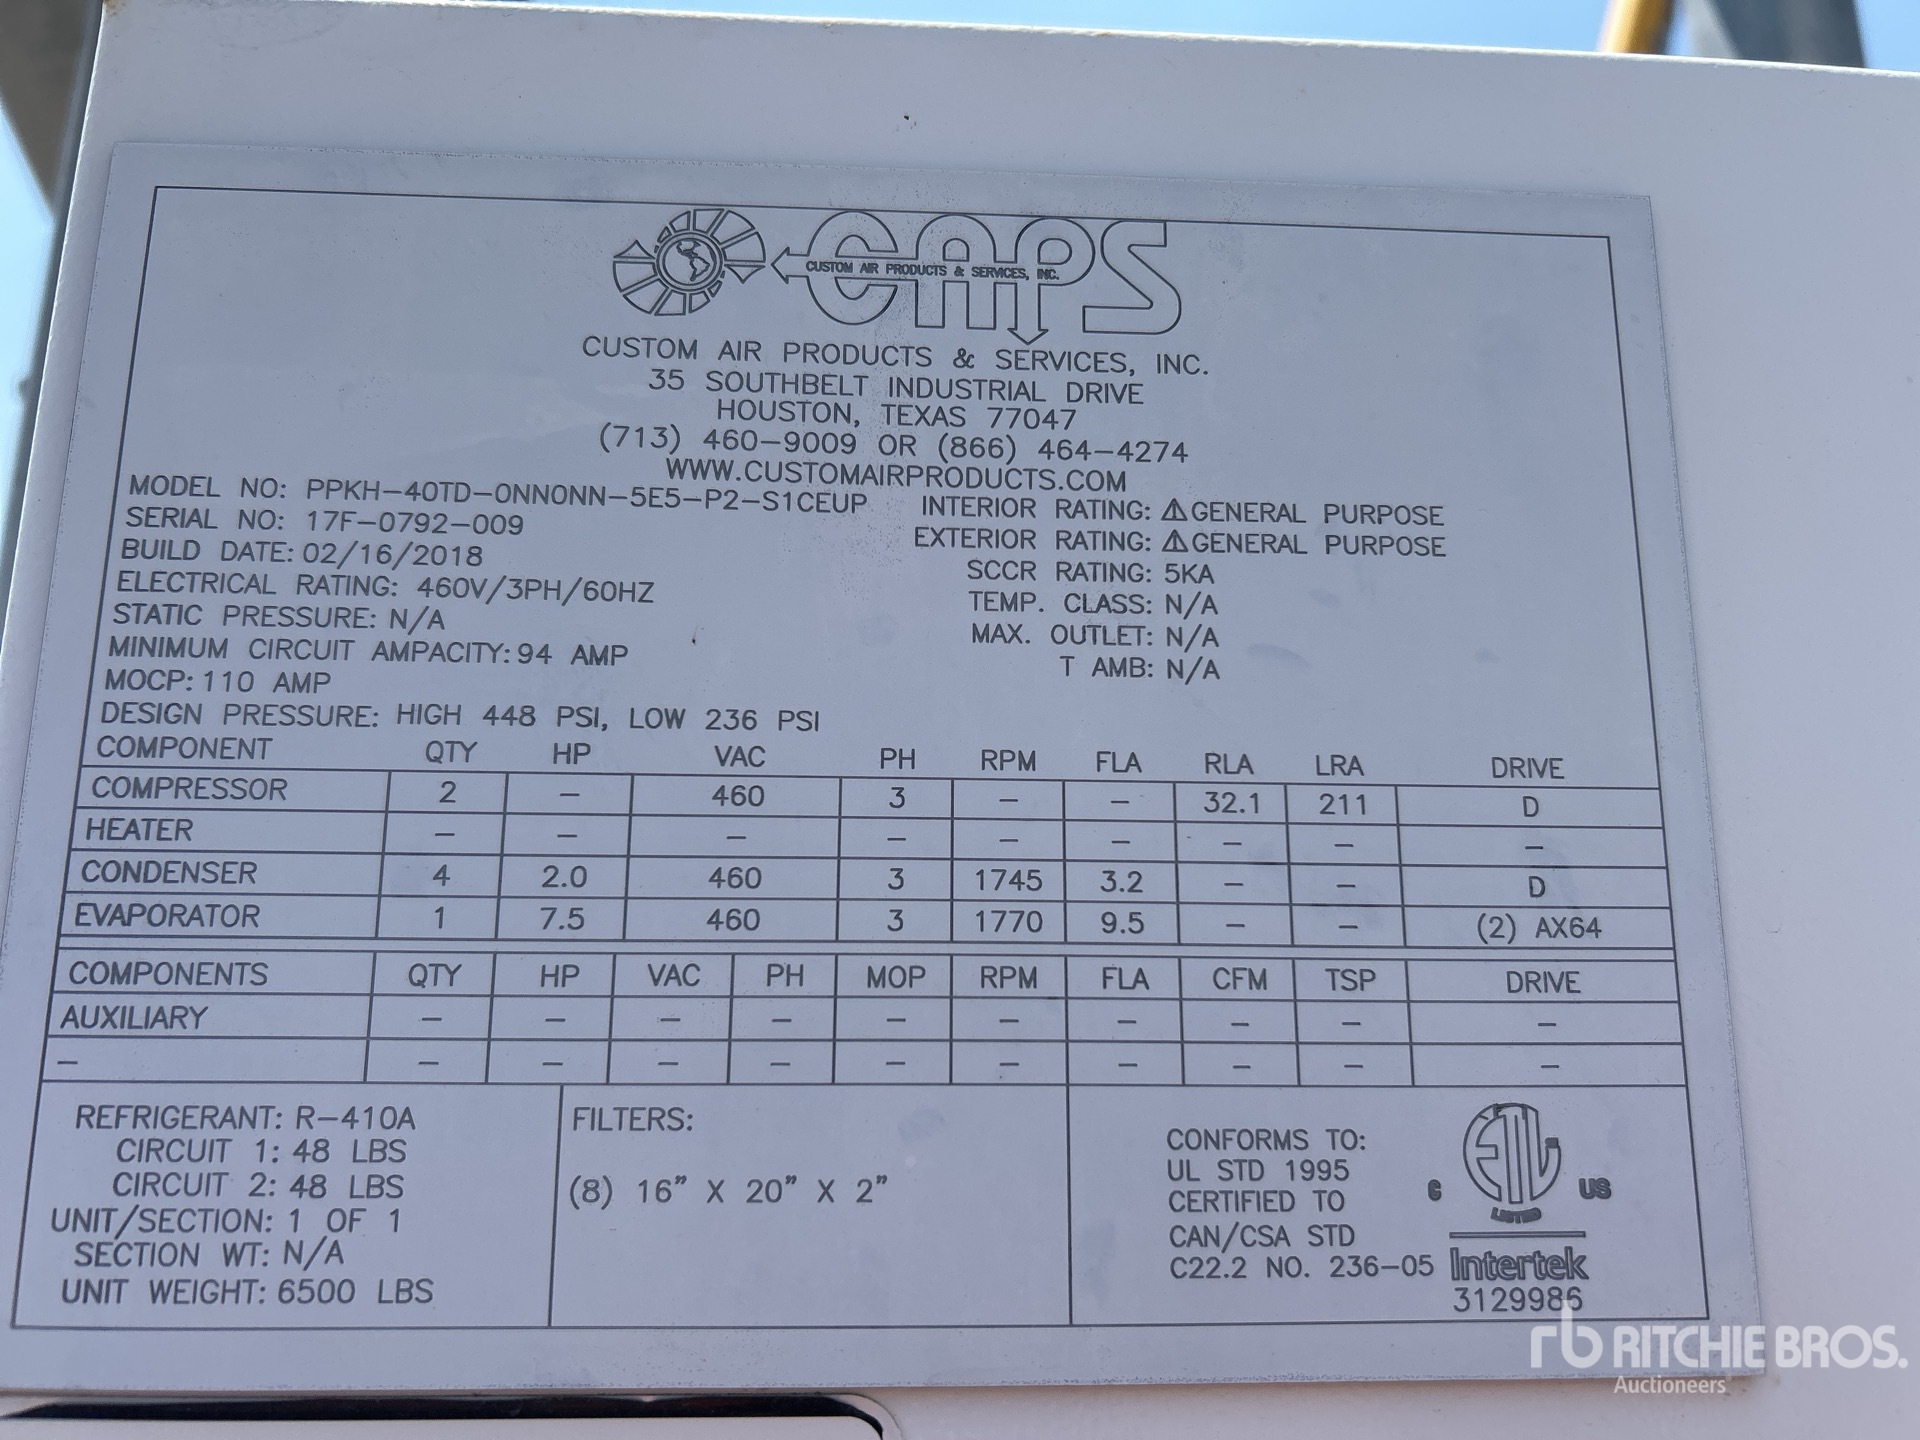 CAPS
CUSTOM AIR PRODUCTS & SERVICES, INC.
CUSTOM AIR PRODUCTS & SERVICES, INC.
35 SOUTHBELT INDUSTRIAL DRIVE
HOUSTON, TEXAS 77047
(713) 460-9009 OR (866) 464-4274
WWW.CUSTOMAIRPRODUCTS.COM
MODEL NO: PPKH-40TD-0NN0NN-5E5-P2-S1CEUP
SERIAL NO: 17F-0792-009
BUILD DATE: 02/16/2018
ELECTRICAL RATING: 460V/3PH/60HZ
STATIC PRESSURE: N/A
MINIMUM CIRCUIT AMPACITY: 94 AMP
MOCP: 110 AMP
DESIGN PRESSURE: HIGH 448 PSI, LOW 236 PSI
INTERIOR RATING: ⚠GENERAL PURPOSE
EXTERIOR RATING: ⚠GENERAL PURPOSE
SCCR RATING: 5KA
TEMP. CLASS: N/A
MAX. OUTLET: N/A
T AMB: N/A
COMPONENT QTY HP VAC PH RPM FLA RLA LRA DRIVE
COMPRESSOR 2 - 460 3 - - 32.1 211 D
HEATER - - - - - - - - -
CONDENSER 4 2.0 460 3 1745 3.2 - - D
EVAPORATOR 1 7.5 460 3 1770 9.5 - - (2) AX64
COMPONENTS QTY HP VAC PH MOP RPM FLA CFM TSP DRIVE
AUXILIARY - - - - - - - - - -
- - - - - - - - - - -
REFRIGERANT: R-410A
CIRCUIT 1: 48 LBS
CIRCUIT 2: 48 LBS
UNIT/SECTION: 1 OF 1
SECTION WT: N/A
UNIT WEIGHT: 6500 LBS
FILTERS:
(8) 16" X 20" X 2"
CONFORMS TO:
UL STD 1995
CERTIFIED TO
CAN/CSA STD
C22.2 NO. 236-05
C ETL US
LISTED
Intertek
3129986
rb RITCHIE BROS.
Auctioneers